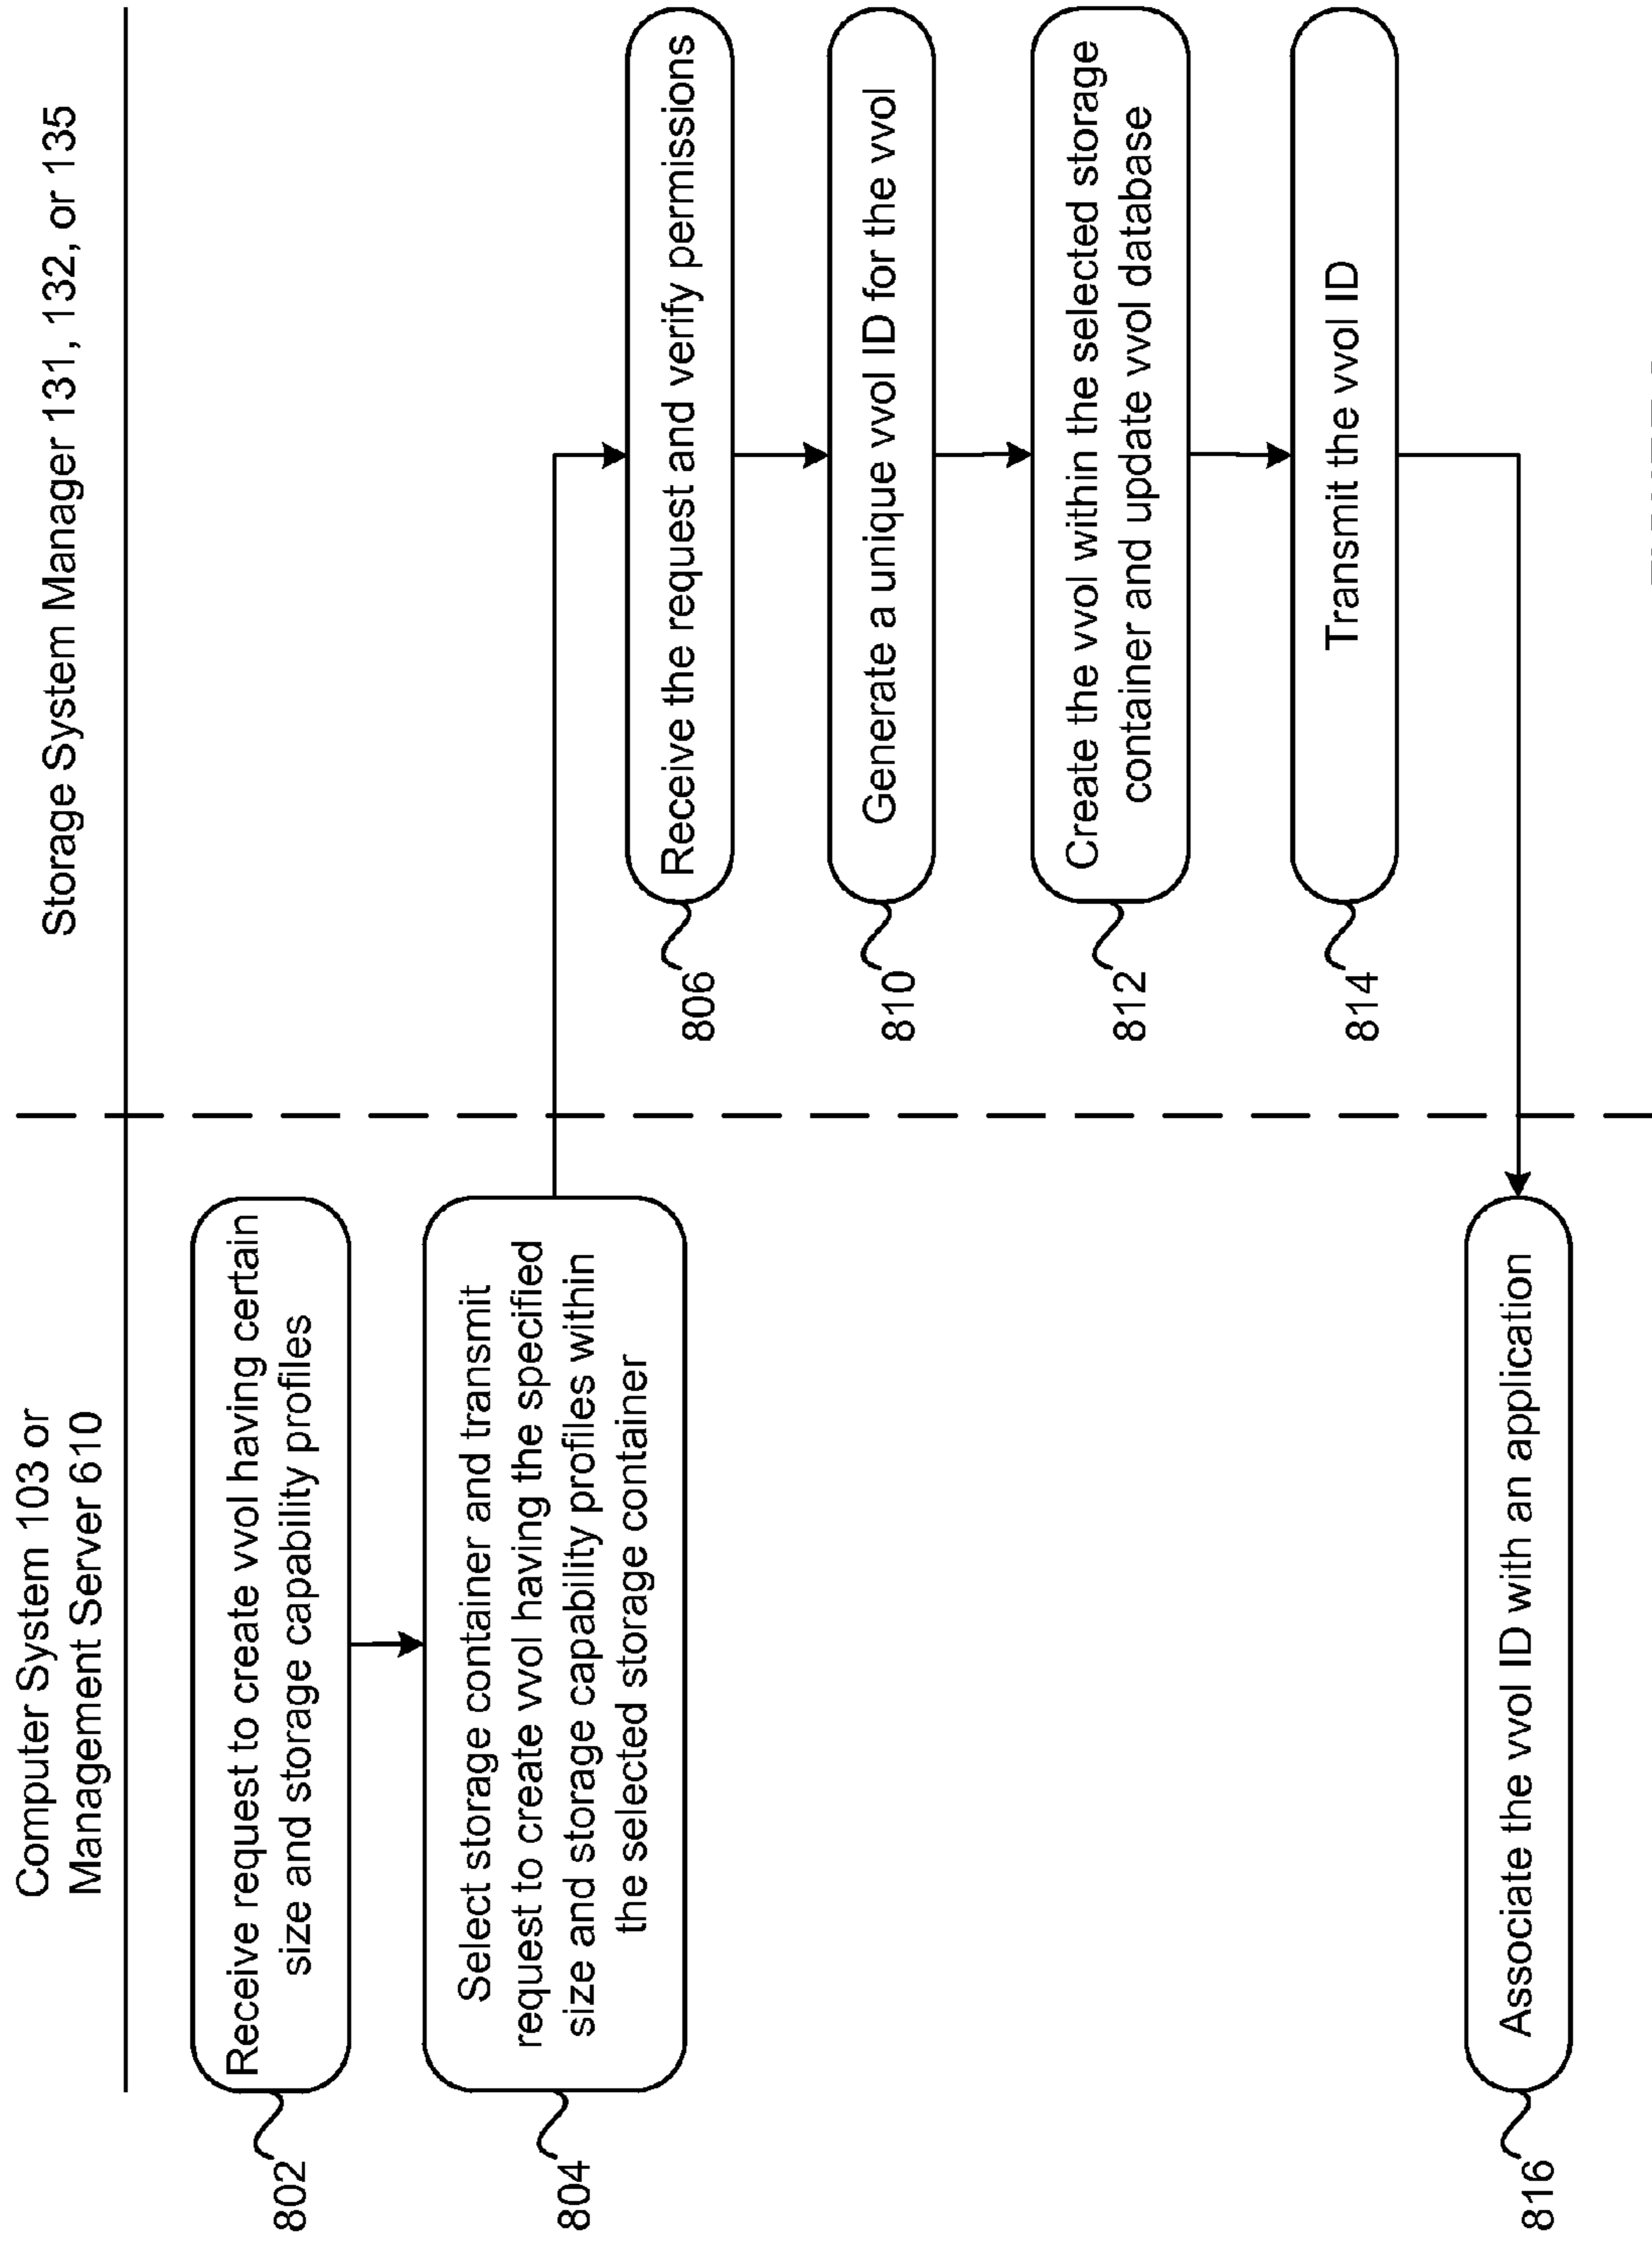 Computer System 103 or
Management Server 610
Storage System Manager 131, 132, or 135
802
Receive request to create vvol having certain
size and storage capability profiles
804
Select storage container and transmit
request to create vvol having the specified
size and storage capability profiles within
the selected storage container
806
Receive the request and verify permissions
810
Generate a unique vvol ID for the vvol
812
Create the vvol within the selected storage
container and update vvol database
814
Transmit the vvol ID
816
Associate the vvol ID with an application